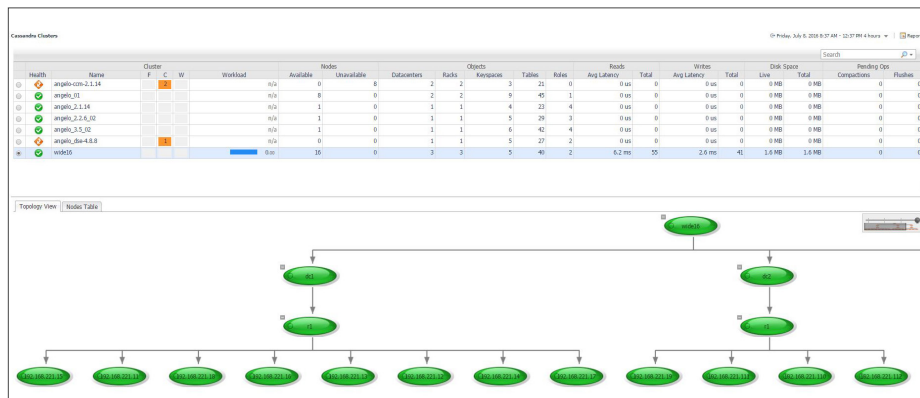 Cassandra Clusters Friday, July 8, 2016 8:37 AM - 12:37 PM 4 hours Repor
Search
Cluster Nodes Objects Reads Writes Disk Space Pending Ops
Health Name F C W Workload Available Unavailable Datacenters Racks Keyspaces Tables Roles Avg Latency Total Avg Latency Total Live Total Compactions Flushes
angelo-ccm-2.1.14 2 n/a 0 8 2 2 3 21 0 0 us 0 0 us 0 0 MB 0 MB 0 0
angelo_01 n/a 8 0 2 2 9 45 1 0 us 0 0 us 0 0 MB 0 MB 0 0
angelo_2.1.14 n/a 1 0 1 1 4 23 4 0 us 0 0 us 0 0 MB 0 MB 0 0
angelo_2.2.6_02 n/a 1 0 1 1 5 29 3 0 us 0 0 us 0 0 MB 0 MB 0 0
angelo_3.5_02 n/a 1 0 1 1 6 42 4 0 us 0 0 us 0 0 MB 0 MB 0 0
angelo_dse-4.8.8 1 n/a 1 0 1 1 5 27 2 0 us 0 0 us 0 0 MB 0 MB 0 0
wide16 16 0 3 3 5 40 2 6.2 ms 55 2.6 ms 41 1.6 MB 1.6 MB 0 0
Topology View Nodes Table
wide16
dc1 dc2
r1 r1